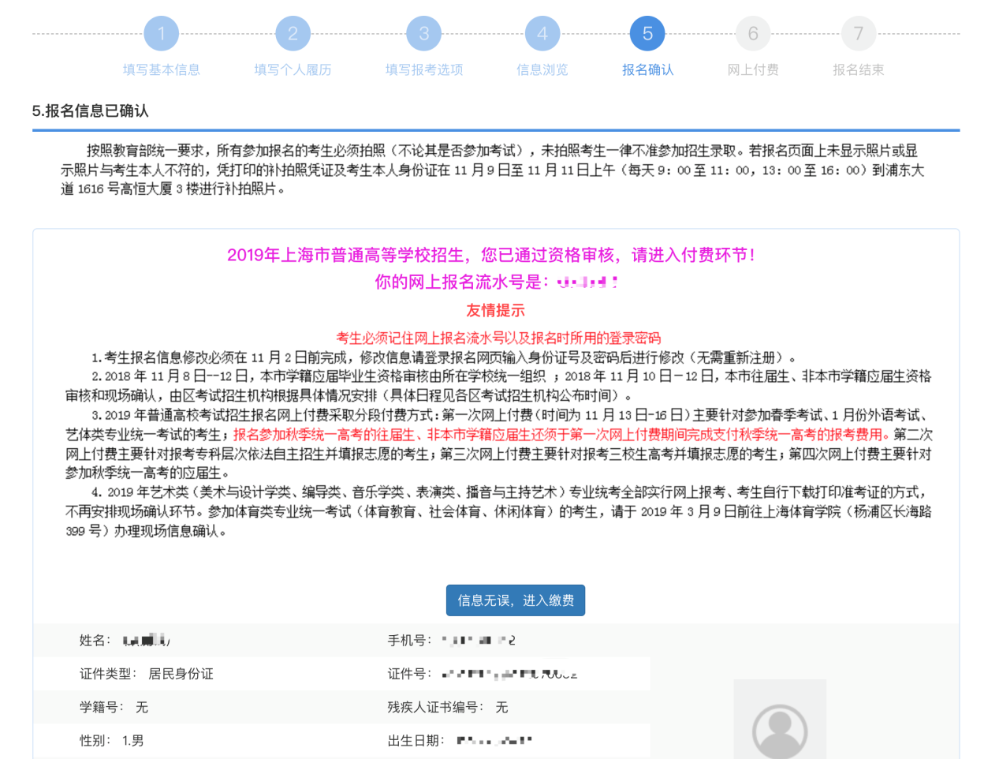 1 2 3 4 5 6 7
填写基本信息 填写个人履历 填写报考选项 信息浏览 报名确认 网上付费 报名结束
5.报名信息已确认
按照教育部统一要求，所有参加报名的考生必须拍照（不论其是否参加考试），未拍照考生一律不准参加招生录取。若报名页面上未显示照片或显
示照片与考生本人不符的，凭打印的补拍照凭证及考生本人身份证在 11 月 9 日至 11 月 11 日上午（每天 9：00 至 11：00，13：00 至 16：00）到浦东大
道 1616 号高恒大厦 3 楼进行补拍照片。
2019年上海市普通高等学校招生，您已通过资格审核，请进入付费环节！
你的网上报名流水号是：
友情提示
考生必须记住网上报名流水号以及报名时所用的登录密码
1. 考生报名信息修改必须在 11 月 2 日前完成，修改信息请登录报名网页输入身份证号及密码后进行修改（无需重新注册）。
2. 2018 年 11 月 8 日--12 日，本市学籍应届毕业生资格审核由所在学校统一组织 ；2018 年 11 月 10 日－12 日，本市往届生、非本市学籍应届生资格
审核和现场确认，由区考试招生机构根据具体情况安排（具体日程见各区考试招生机构公布时间）。
3. 2019 年普通高校考试招生报名网上付费采取分段付费方式：第一次网上付费（时间为 11 月 13 日-16 日）主要针对参加春季考试、1 月份外语考试、
艺体类专业统一考试的考生；报名参加秋季统一高考的往届生、非本市学籍应届生还须于第一次网上付费期间完成支付秋季统一高考的报考费用。第二次
网上付费主要针对报考专科层次依法自主招生并填报志愿的考生；第三次网上付费主要针对报考三校生高考并填报志愿的考生；第四次网上付费主要针对
参加秋季统一高考的应届生。
4. 2019 年艺术类（美术与设计学类、编导类、音乐学类、表演类、播音与主持艺术）专业统考全部实行网上报考、考生自行下载打印准考证的方式，
不再安排现场确认环节。参加体育类专业统一考试（体育教育、社会体育、休闲体育）的考生，请于 2019 年 3 月 9 日前往上海体育学院（杨浦区长海路
399 号）办理现场信息确认。
信息无误，进入缴费
姓名： 手机号：
证件类型： 居民身份证 证件号：
学籍号： 无 残疾人证书编号： 无
性别： 1.男 出生日期：